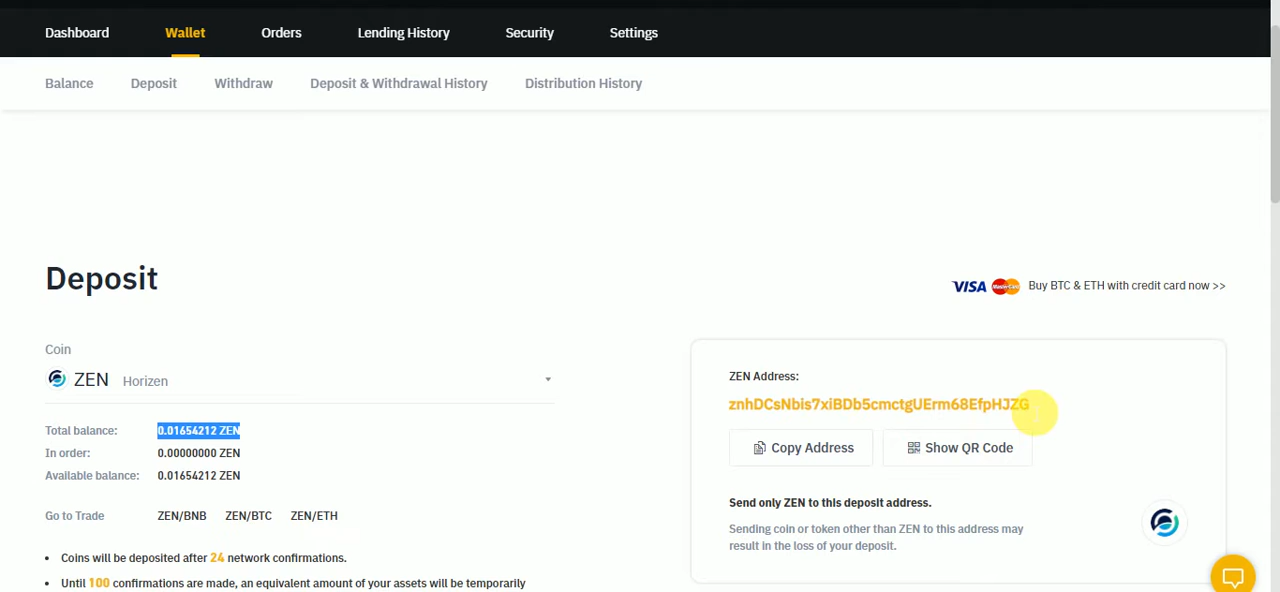 Dashboard Wallet Orders Lending History Security Settings
Balance Deposit Withdraw Deposit & Withdrawal History Distribution History
Deposit
VISA MasterCard Buy BTC & ETH with credit card now >>
Coin
ZEN Horizen
Total balance: 0.01654212 ZEN
In order: 0.00000000 ZEN
Available balance: 0.01654212 ZEN
Go to Trade ZEN/BNB ZEN/BTC ZEN/ETH
• Coins will be deposited after 24 network confirmations.
• Until 100 confirmations are made, an equivalent amount of your assets will be temporarily
ZEN Address:
znhDCsNbis7xiBDb5cmctgUErm68EfpHJZG
Copy Address Show QR Code
Send only ZEN to this deposit address.
Sending coin or token other than ZEN to this address may
result in the loss of your deposit.